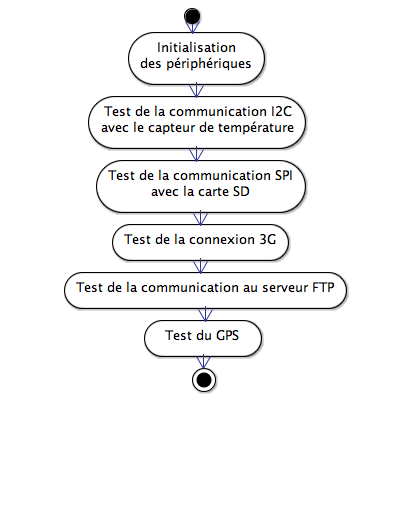 Initialisation
des périphériques
Test de la communication I2C
avec le capteur de température
Test de la communication SPI
avec la carte SD
Test de la connexion 3G
Test de la communication au serveur FTP
Test du GPS